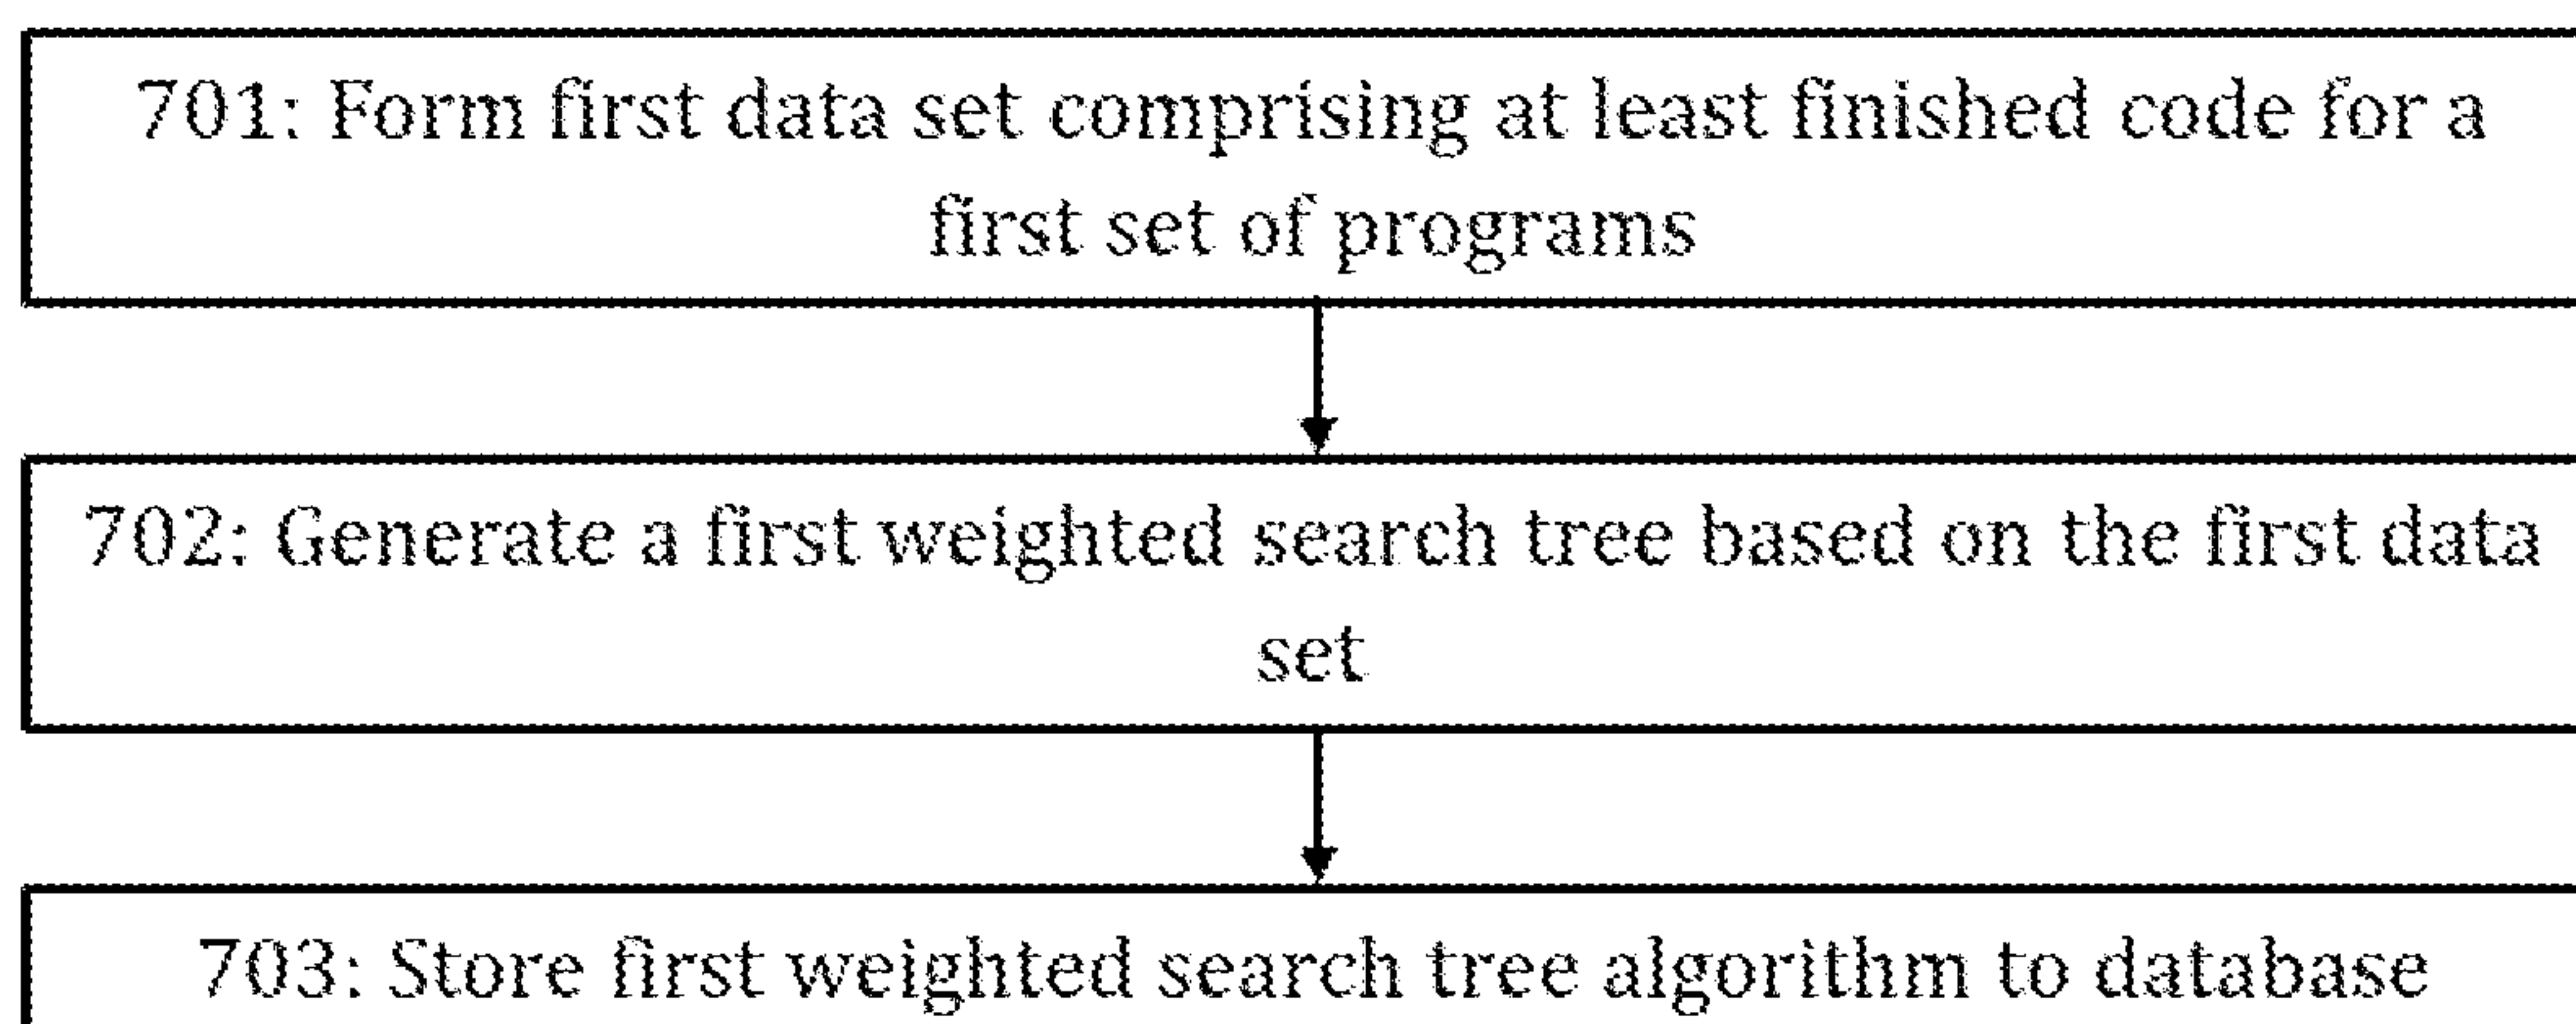 701: Form first data set comprising at least finished code for a
first set of programs
702: Generate a first weighted search tree based on the first data
set
703: Store first weighted search tree algorithm to database